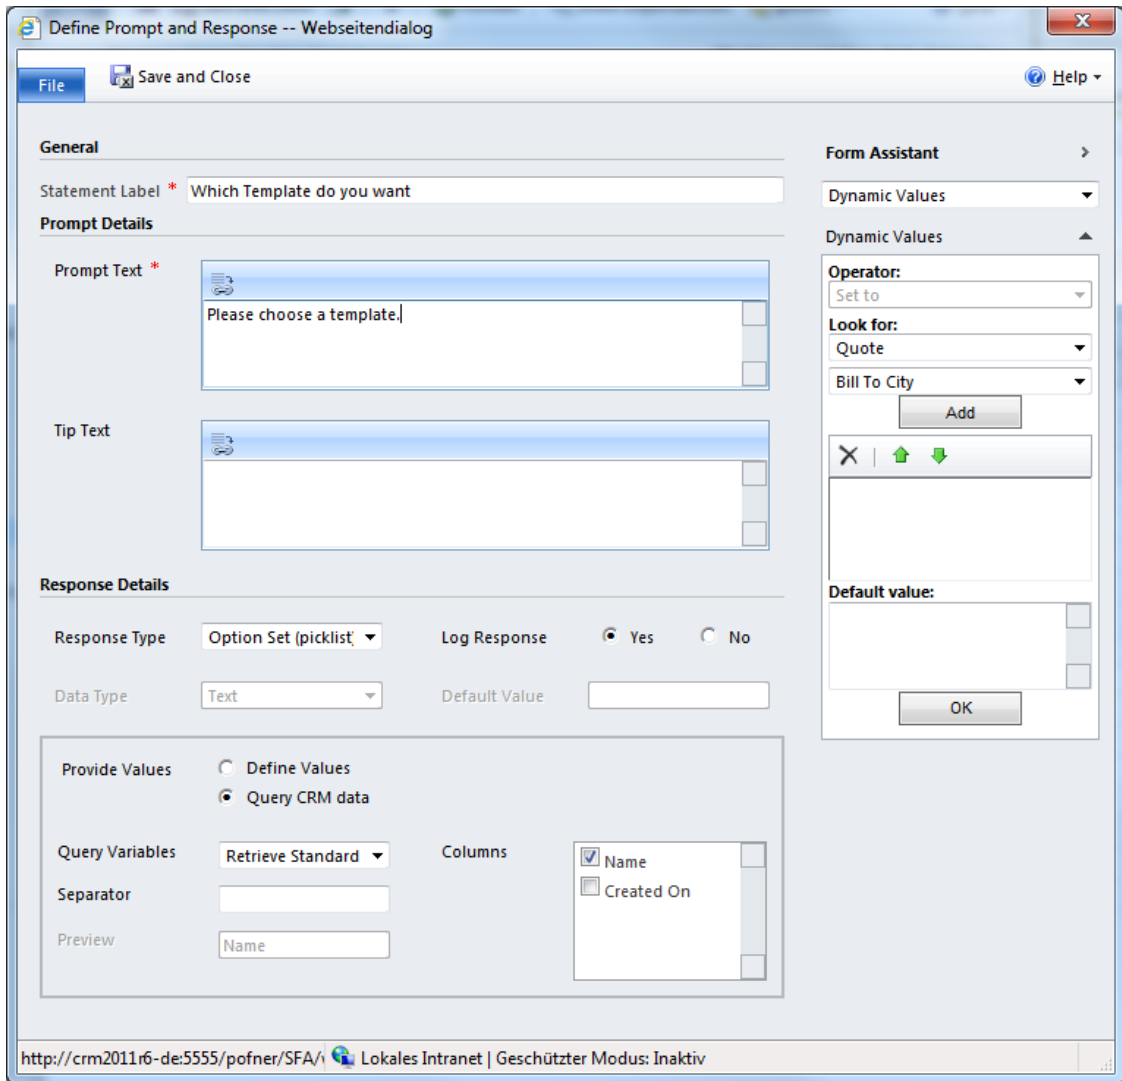 Define Prompt and Response -- Webseitendialog
File
Save and Close
Help
General
Statement Label * Which Template do you want
Prompt Details
Prompt Text *
Please choose a template.
Tip Text
Response Details
Response Type Option Set (picklist) Log Response Yes No
Data Type Text Default Value
Provide Values Define Values
Query CRM data
Query Variables Retrieve Standard Columns Name
Created On
Separator
Preview Name
Form Assistant
Dynamic Values
Dynamic Values
Operator:
Set to
Look for:
Quote
Bill To City
Add
Default value:
OK
http://crm2011r6-de:5555/pofner/SFA/ Lokales Intranet | Geschützter Modus: Inaktiv